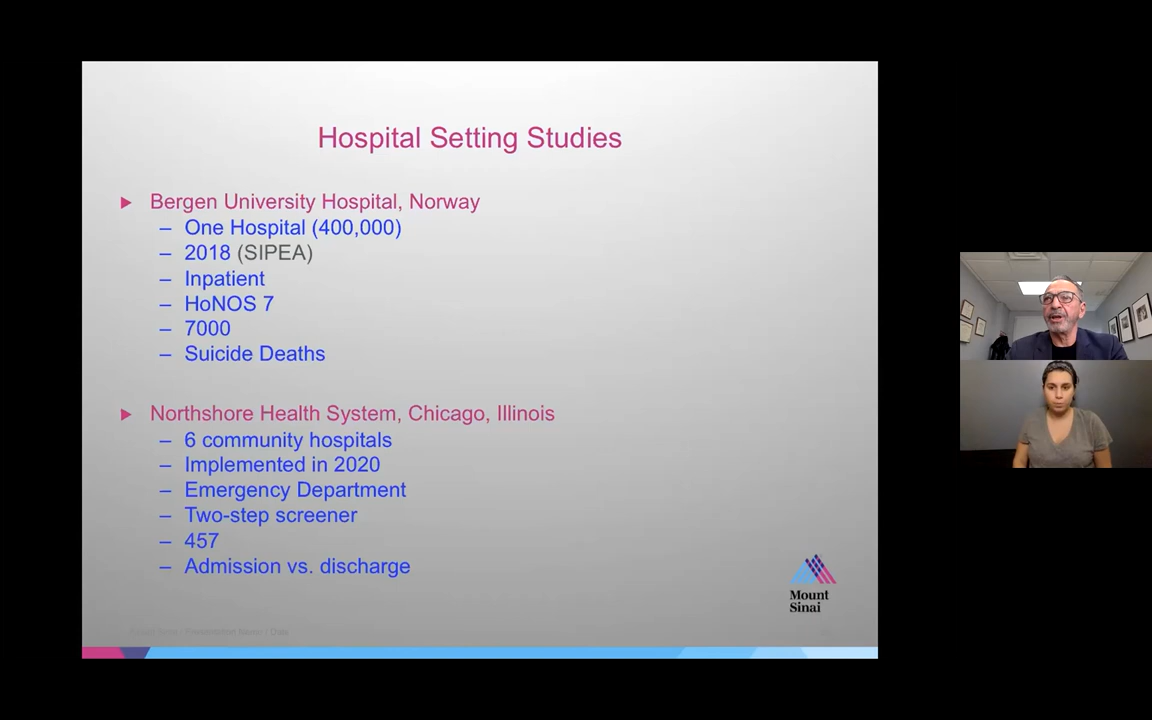 Hospital Setting Studies
Bergen University Hospital, Norway
– One Hospital (400,000)
– 2018 (SIPEA)
– Inpatient
– HoNOS 7
– 7000
– Suicide Deaths
Northshore Health System, Chicago, Illinois
– 6 community hospitals
– Implemented in 2020
– Emergency Department
– Two-step screener
– 457
– Admission vs. discharge
Mount
Sinai